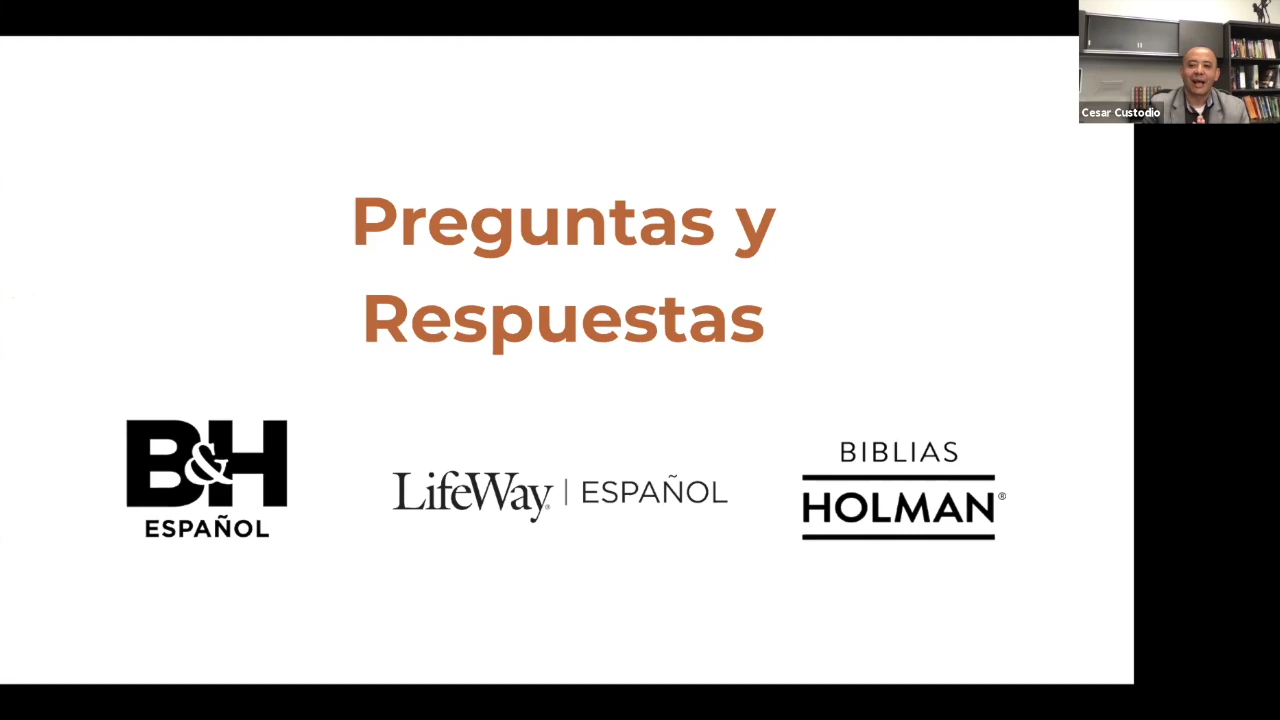 Cesar Custodio
Preguntas y
Respuestas
B&H
ESPAÑOL
LifeWay | ESPAÑOL
BIBLIAS
HOLMAN®